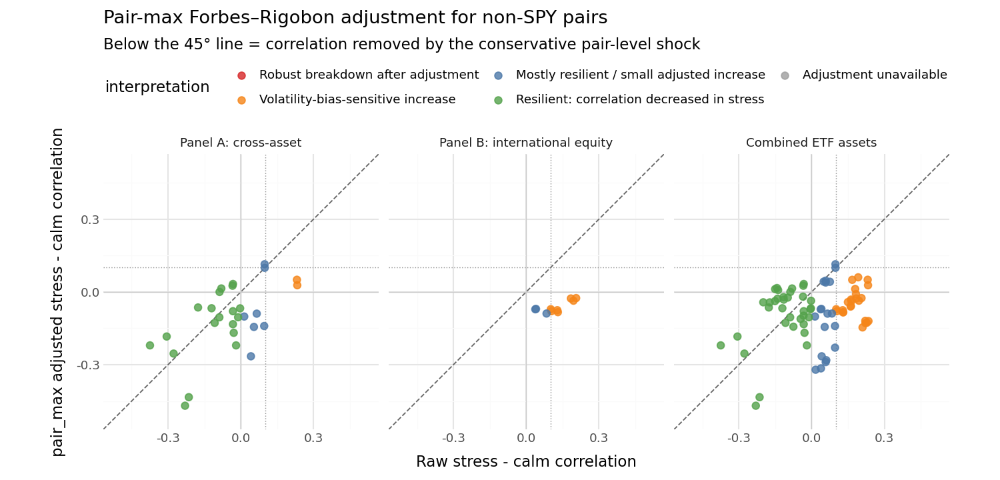 Pair-max Forbes–Rigobon adjustment for non-SPY pairs
Below the 45° line = correlation removed by the conservative pair-level shock
interpretation
Robust breakdown after adjustment
Mostly resilient / small adjusted increase
Adjustment unavailable
Volatility-bias-sensitive increase
Resilient: correlation decreased in stress
Panel A: cross-asset
Panel B: international equity
Combined ETF assets
pair_max adjusted stress - calm correlation
0.3
0.0
-0.3
-0.3 0.0 0.3
-0.3 0.0 0.3
-0.3 0.0 0.3
Raw stress - calm correlation